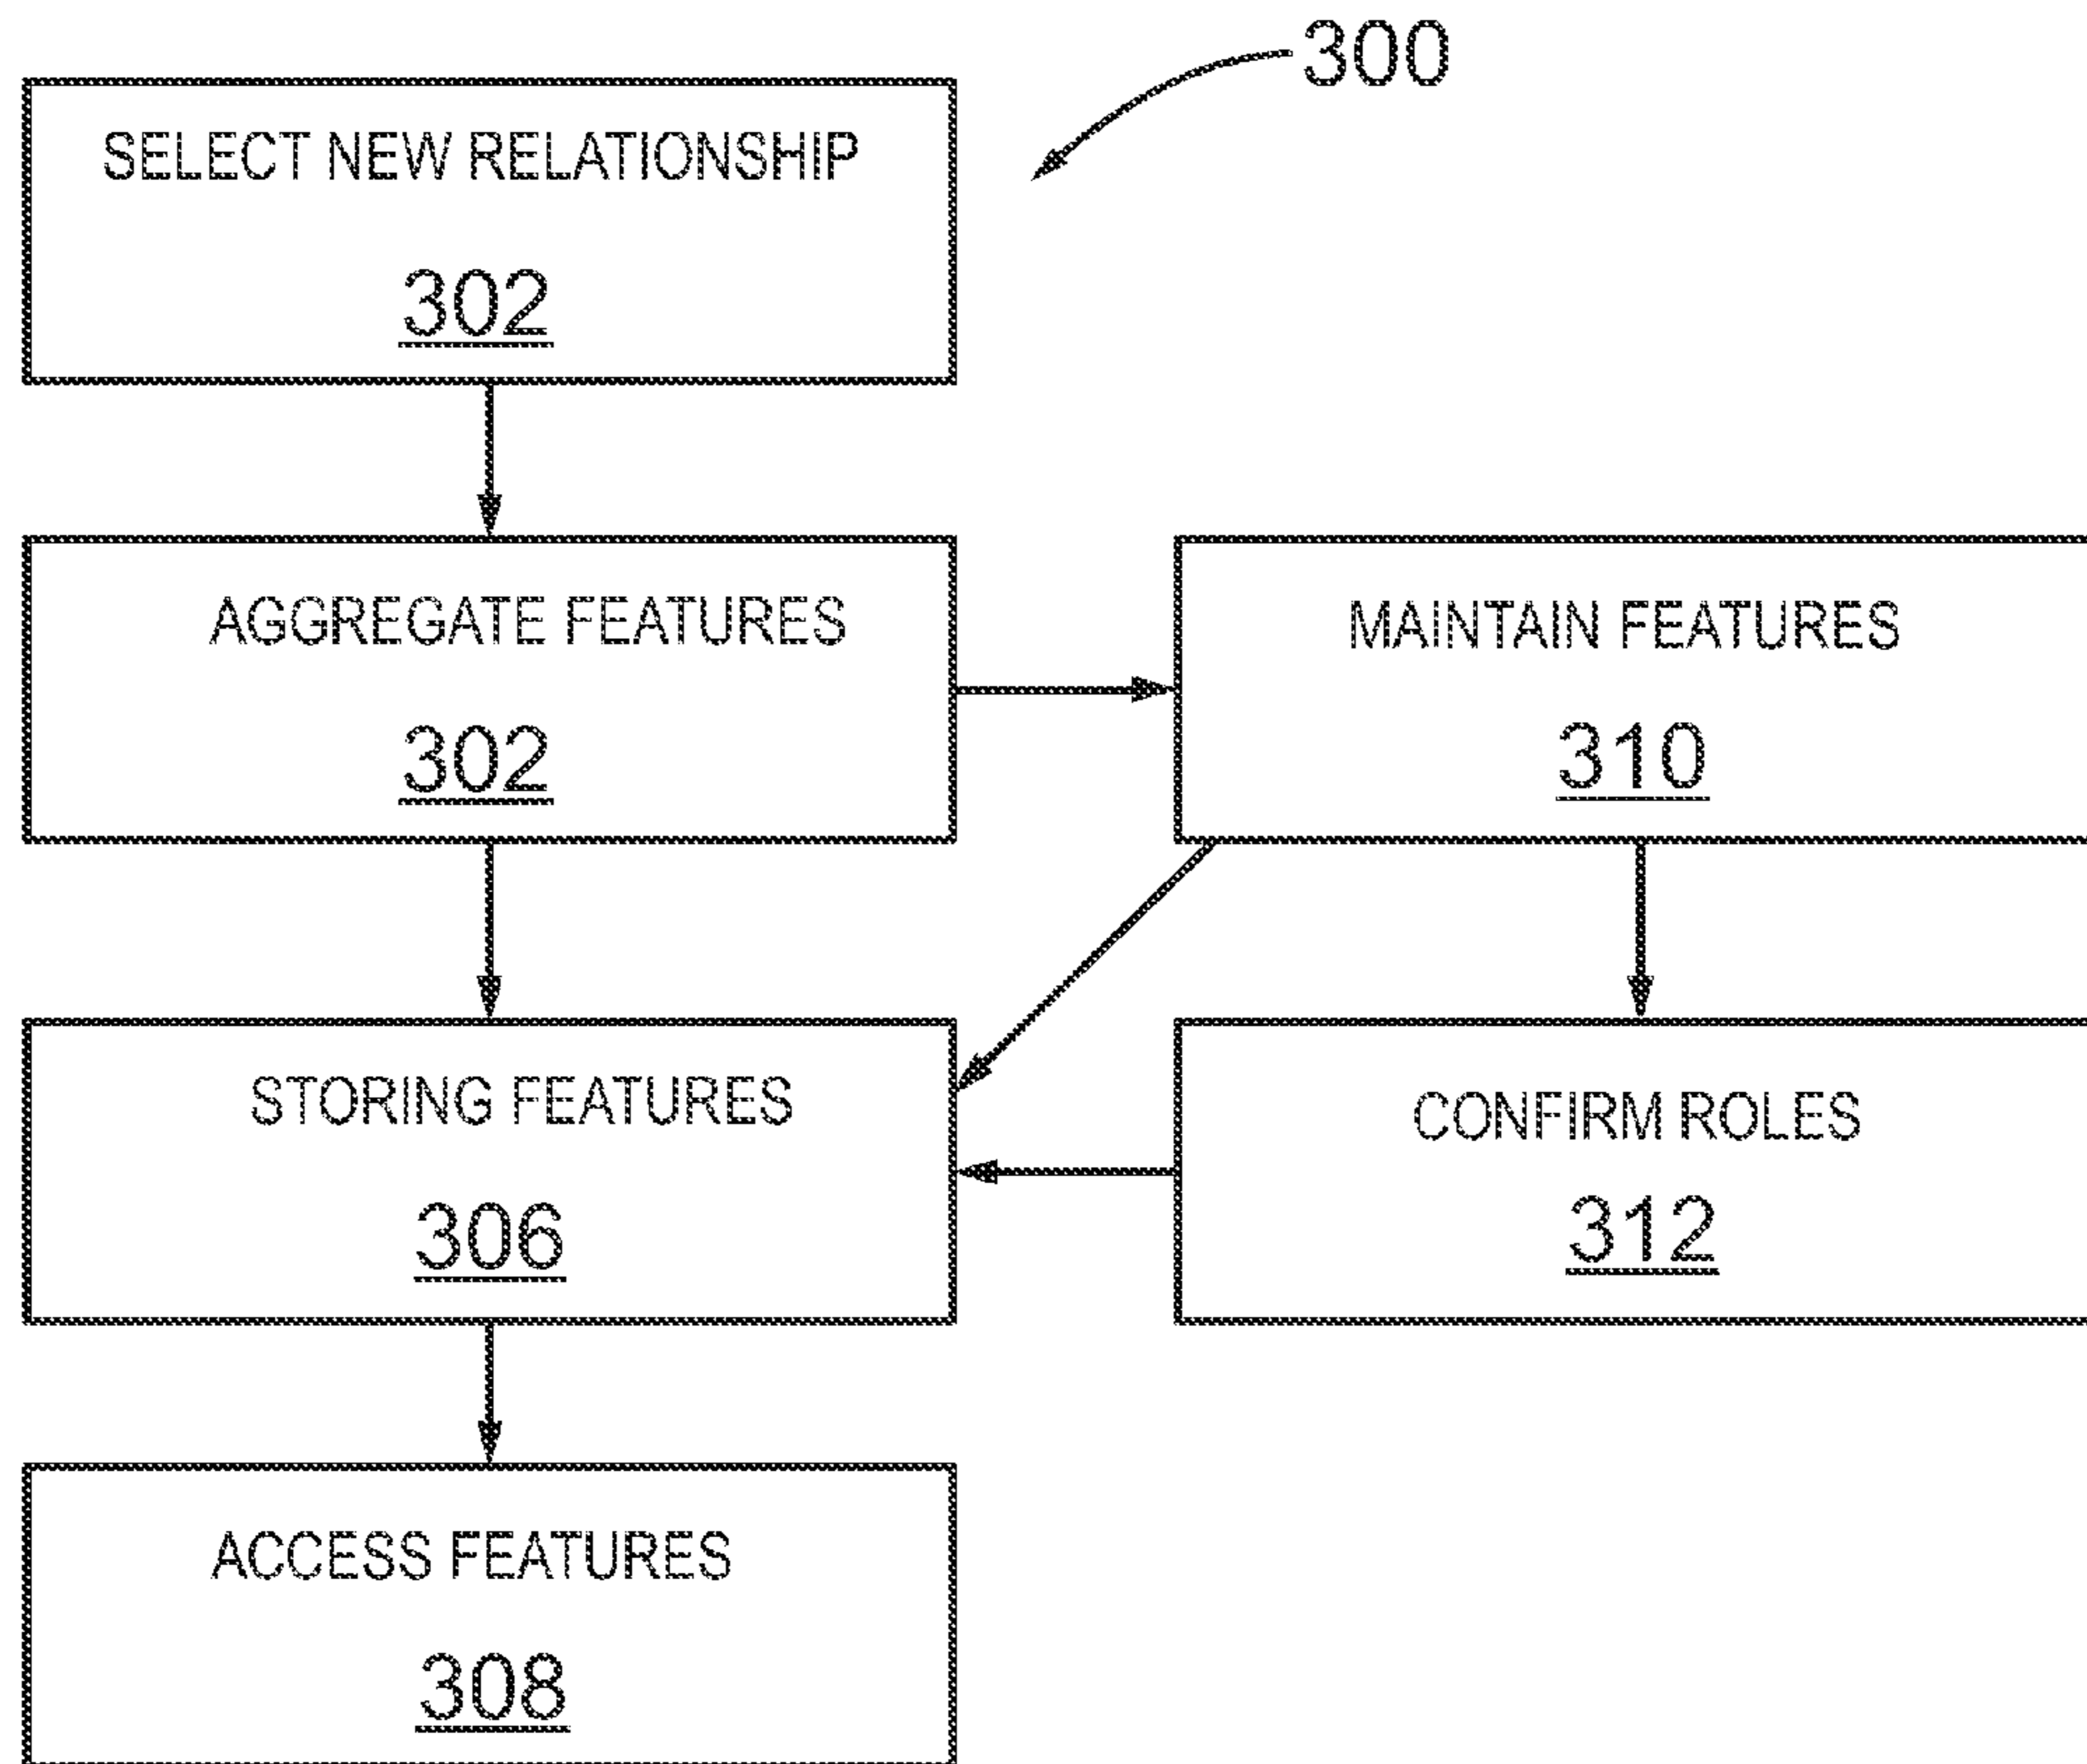 300
SELECT NEW RELATIONSHIP
302
AGGREGATE FEATURES
302
MAINTAIN FEATURES
310
STORING FEATURES
306
CONFIRM ROLES
312
ACCESS FEATURES
308